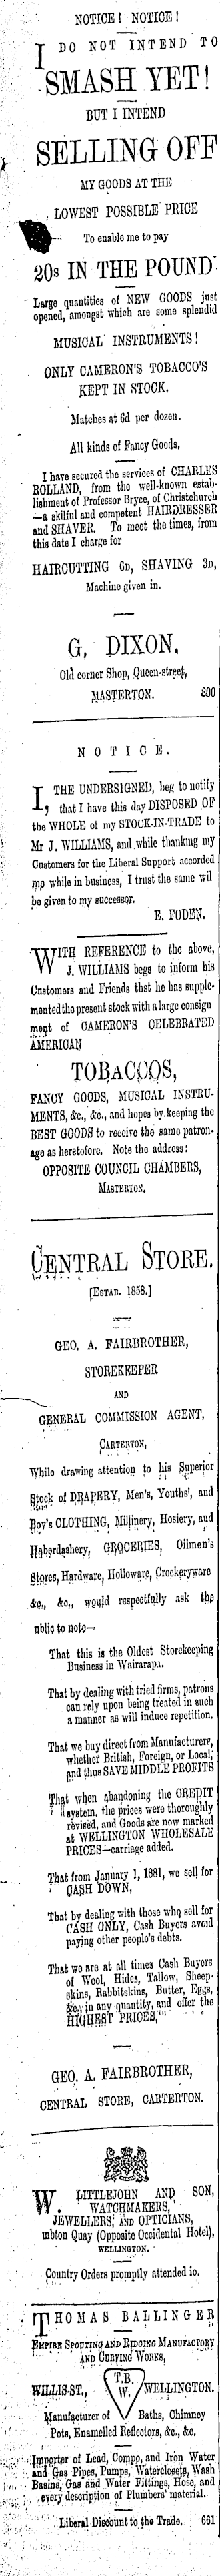 NOTICE! NOTICE!
I DO NOT INTEND TO
SMASH YET!
BUT I INTEND
SELLING OFF
MY GOODS AT THE
LOWEST POSSIBLE PRICE
To enable me to pay
20s IN THE POUND
Large quantities of NEW GOODS just
opened, amongst which are some splendid
MUSICAL INSTRUMENTS!
ONLY CAMERON'S TOBACCO'S
KEPT IN STOCK.
Matches at 6d per dozen.
All kinds of Fancy Goods,
I have secured the services of CHARLES
ROLLAND, from the well-known estab-
lishment of Professor Bryce, of Christchurch
—a skilful and competent HAIRDRESSER
and SHAVER. To meet the times, from
this date I charge for
HAIRCUTTING 6D, SHAVING 3D,
Machine given in.
G. DIXON.
Old corner Shop, Queen-street,
MASTERTON. 800
NOTICE.
I, THE UNDERSIGNED, beg to notify
that I have this day DISPOSED OF
the WHOLE of my STOCK-IN-TRADE to
Mr J. WILLIAMS, and while thanking my
Customers for the Liberal Support accorded
me while in business, I trust the same wil
be given to my successor.
E. FODEN.
WITH REFERENCE to the above,
J. WILLIAMS begs to inform his
Customers and Friends that he has supple-
mented the present stock with a large consign
ment of CAMERON'S CELEBRATED
AMERICAN
TOBACCOS,
FANCY GOODS, MUSICAL INSTRU-
MENTS, &c., &c., and hopes by keeping the
BEST GOODS to receive the same patron-
age as heretofore. Note the address:
OPPOSITE COUNCIL CHAMBERS,
MASTERTON.
CENTRAL STORE.
[ESTAB. 1858.]
GEO. A. FAIRBROTHER,
STOREKEEPER
AND
GENERAL COMMISSION AGENT,
CARTERTON,
While drawing attention to his Superior
Stock of DRAPERY, Men's, Youths', and
Boy's CLOTHING, Millinery, Hosiery, and
Haberdashery, GROCERIES, Oilmen's
Stores, Hardware, Holloware, Crockeryware
&c., &c., would respectfully ask the
ublic to note—
That this is the Oldest Storekeeping
Business in Wairarapa.
That by dealing with tried firms, patrons
can rely upon being treated in such
a manner as will induce repetition.
That we buy direct from Manufacturers,
whether British, Foreign, or Local,
and thus SAVE MIDDLE PROFITS
That when abandoning the CREDIT
system, the prices were thoroughly
revised, and Goods are now marked
at WELLINGTON WHOLESALE
PRICES—carriage added.
That from January 1, 1881, we sell for
CASH DOWN,
That by dealing with those who sell for
CASH ONLY, Cash Buyers avoid
paying other people's debts.
That we are at all times Cash Buyers
of Wool, Hides, Tallow, Sheep-
skins, Rabbitskins, Butter, Eggs,
&c., in any quantity, and offer the
HIGHEST PRICES.
GEO. A. FAIRBROTHER,
CENTRAL STORE, CARTERTON.
W. LITTLEJOHN AND SON,
WATCHMAKERS,
JEWELLERS, AND OPTICIANS,
mbton Quay (Opposite Occidental Hotel),
WELLINGTON.
Country Orders promptly attended to.
THOMAS BALLINGER
EMPIRE SPOUTING AND RIDGING MANUFACTORY
AND CURVING WORKS,
WILLIS-ST., T.B. W. WELLINGTON.
Manufacturer of Baths, Chimney
Pots, Enamelled Reflectors, &c., &c.
Importer of Lead, Compo, and Iron Water
and Gas Pipes, Pumps, Waterclosets, Wash
Basins, Gas and Water Fittings, Hose, and
every description of Plumbers' material.
Liberal Discount to the Trade. 661